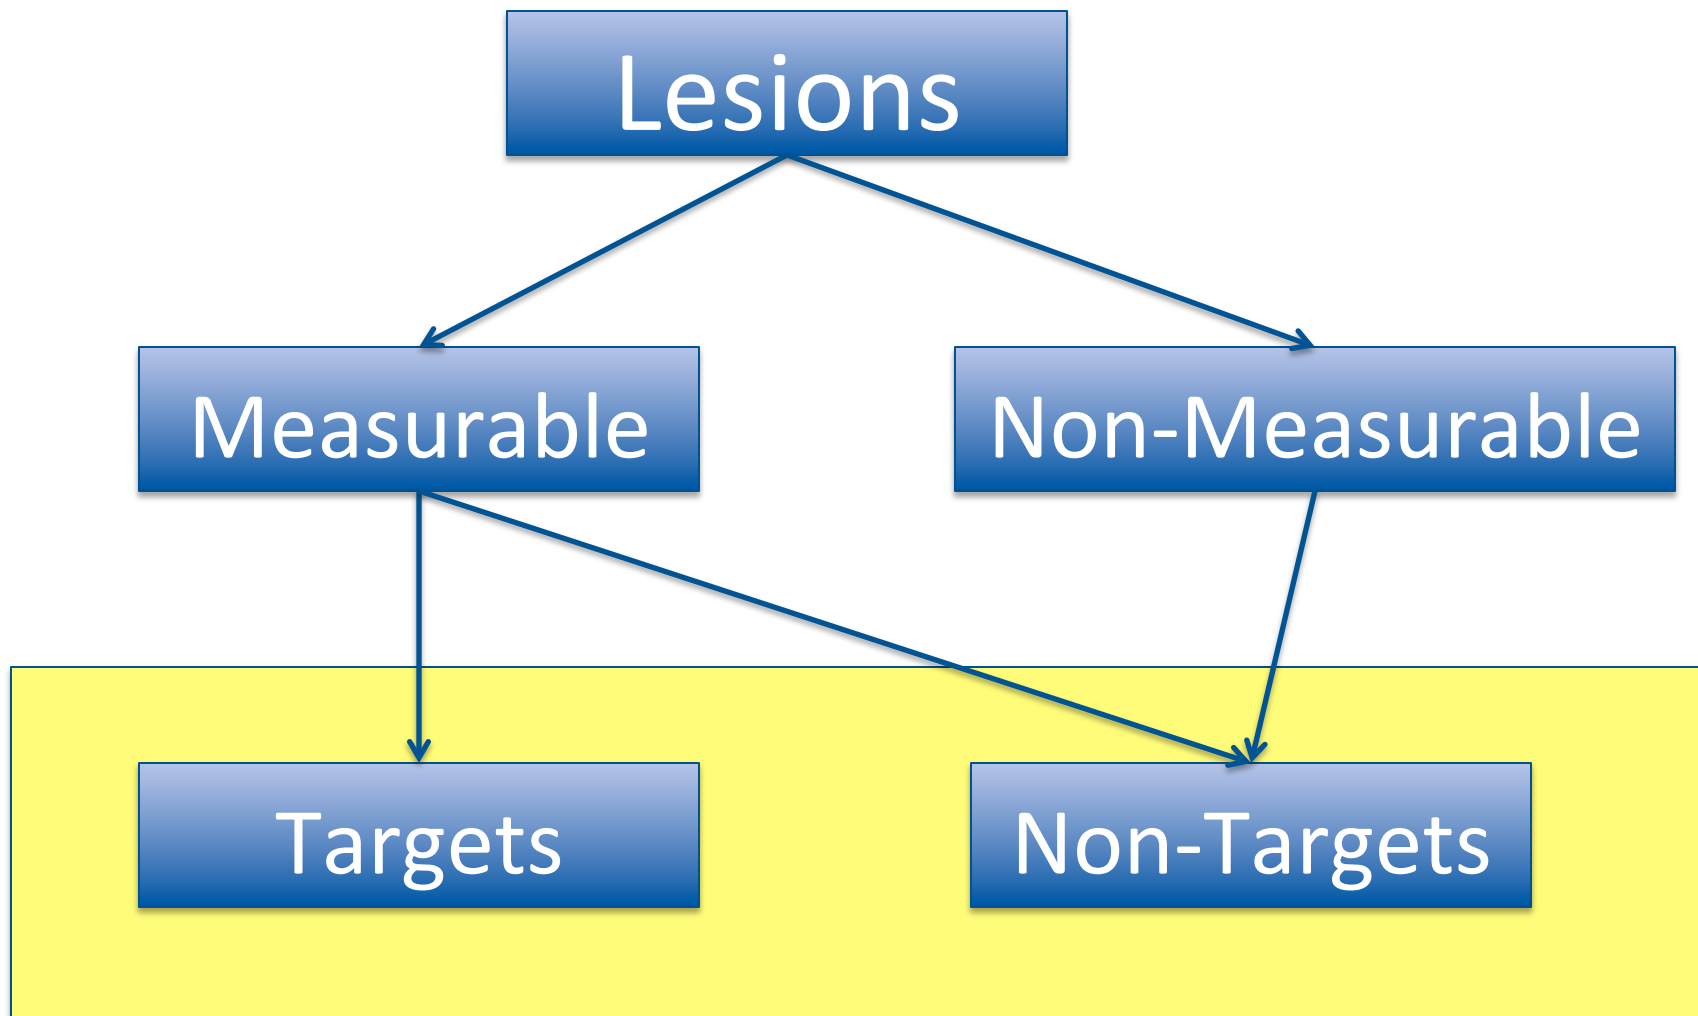 Lesions
Measurable
Non-Measurable
Targets
Non-Targets